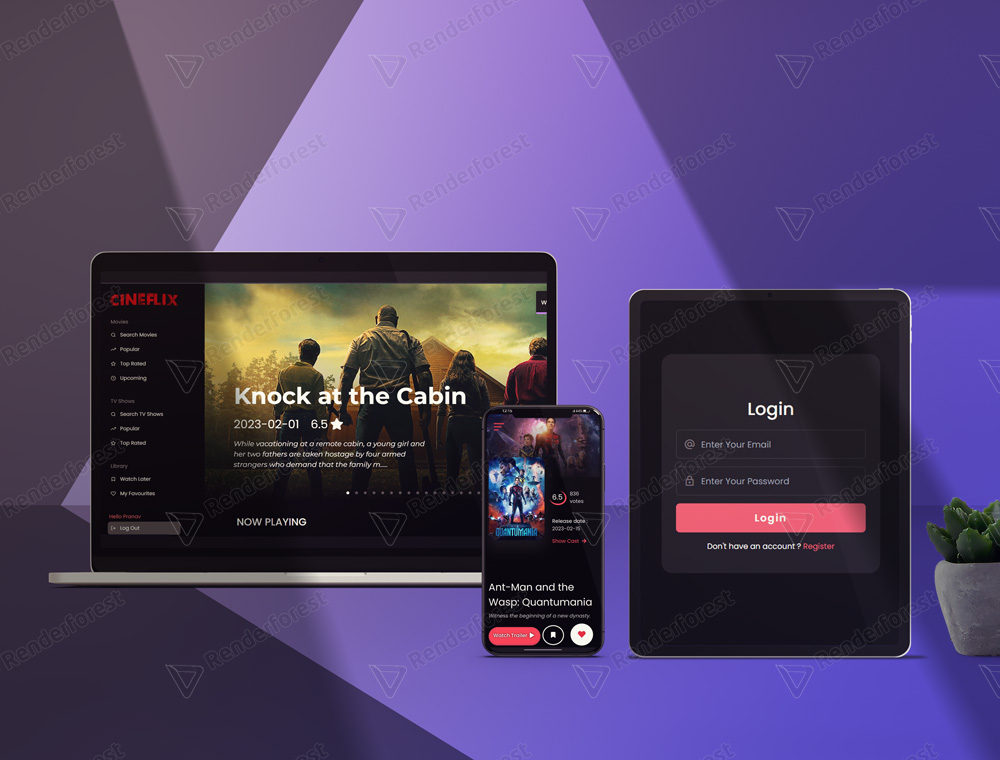 Renderforest
CINEFLIX
Movies
Search Movies
Popular
Top Rated
Upcoming
TV Shows
Search TV Shows
Popular
Top Rated
Library
Watch Later
My Favourites
Hello Pranav
Log Out
W
Knock at the Cabin
2023-02-01 6.5
While vacationing at a remote cabin, a young girl and
her two fathers are taken hostage by four armed
strangers who demand that the family m.....
NOW PLAYING
12:16
QUANTUMANIA
6.5
836
votes
Release date:
2023-02-15
Show Cast
Ant-Man and the
Wasp: Quantumania
Witness the beginning of a new dynasty.
Watch Trailer
Login
@ Enter Your Email
Enter Your Password
Login
Don't have an account ? Register